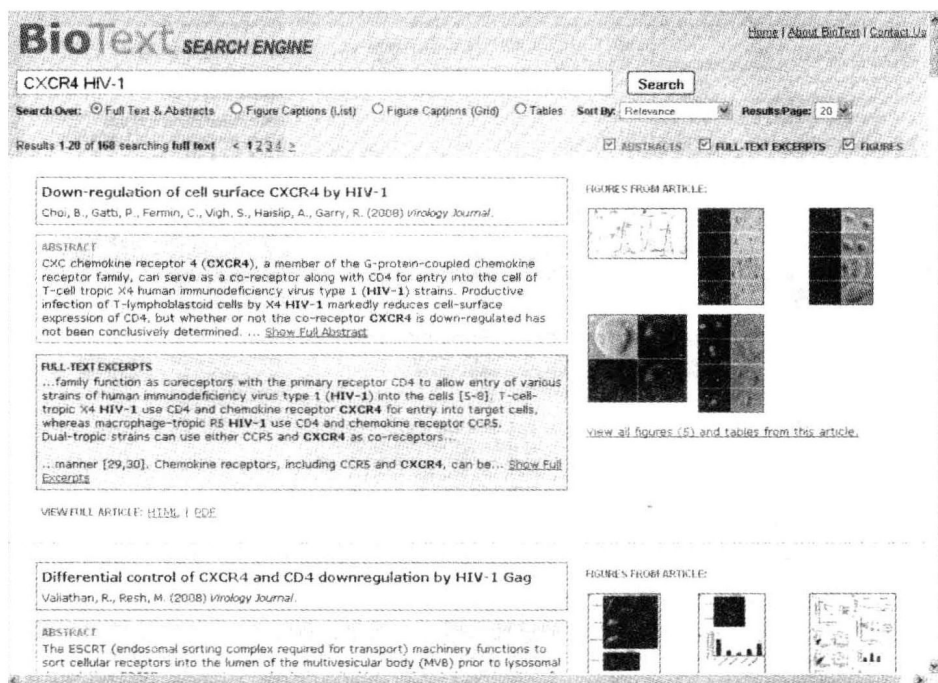 BioText SEARCH ENGINE
Home | About BioText | Contact Us
CXCR4 HIV-1
Search
Search Over: Full Text & Abstracts Figure Captions (List) Figure Captions (Grid) Tables Sort By: Relevance Results/Page: 20
Results 1-20 of 168 searching full text < 1 2 3 4 >
ABSTRACTS FULL-TEXT EXCERPTS FIGURES
Down-regulation of cell surface CXCR4 by HIV-1
Choi, B., Gatti, P., Fermin, C., Vigh, S., Haislip, A., Garry, R. (2008) Virology Journal.
ABSTRACT
CXC chemokine receptor 4 (CXCR4), a member of the G-protein-coupled chemokine
receptor family, can serve as a co-receptor along with CD4 for entry into the cell of
T-cell tropic X4 human immunodeficiency virus type 1 (HIV-1) strains. Productive
infection of T-lymphoblastoid cells by X4 HIV-1 markedly reduces cell-surface
expression of CD4, but whether or not the co-receptor CXCR4 is down-regulated has
not been conclusively determined. ... Show Full Abstract
FULL-TEXT EXCERPTS
...family function as coreceptors with the primary receptor CD4 to allow entry of various
strains of human immunodeficiency virus type 1 (HIV-1) into the cells [5-8]. T-cell-
tropic X4 HIV-1 use CD4 and chemokine receptor CXCR4 for entry into target cells,
whereas macrophage-tropic R5 HIV-1 use CD4 and chemokine receptor CCR5.
Dual-tropic strains can use either CCR5 and CXCR4 as co-receptors...
...manner [29,30]. Chemokine receptors, including CCR5 and CXCR4, can be... Show Full
Excerpts
VIEW FULL ARTICLE: HTML | PDF
FIGURES FROM ARTICLE:
view all figures (5) and tables from this article.
Differential control of CXCR4 and CD4 downregulation by HIV-1 Gag
Valiathan, R., Resh, M. (2008) Virology Journal.
ABSTRACT
The ESCRT (endosomal sorting complex required for transport) machinery functions to
sort cellular receptors into the lumen of the multivesicular body (MVB) prior to lysosomal
FIGURES FROM ARTICLE: